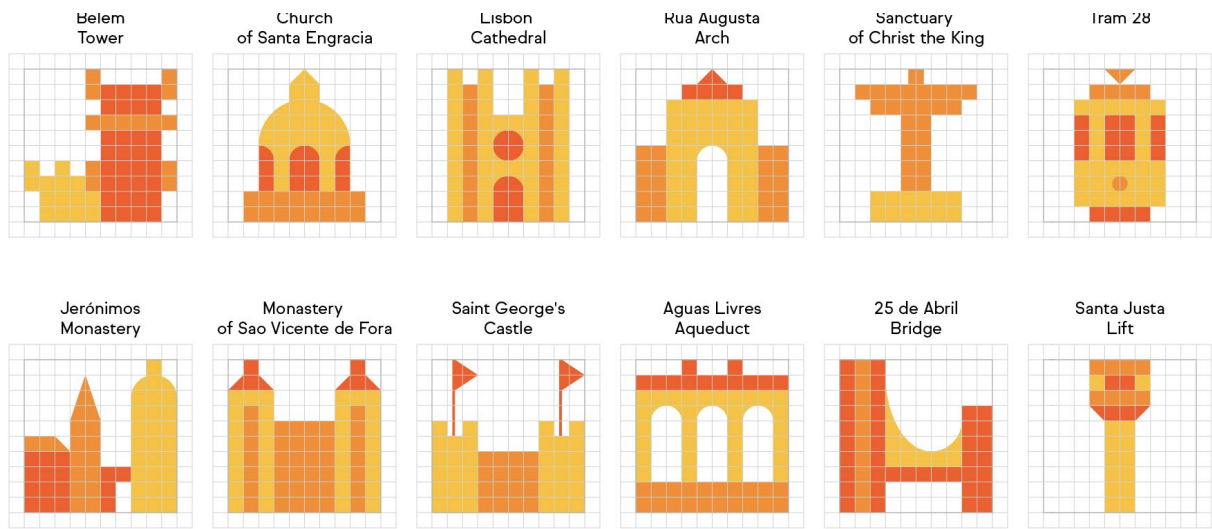 Belem
Tower
Church
of Santa Engracia
Lisbon
Cathedral
Rua Augusta
Arch
Sanctuary
of Christ the King
Tram 28
Jerónimos
Monastery
Monastery
of Sao Vicente de Fora
Saint George's
Castle
Aguas Livres
Aqueduct
25 de Abril
Bridge
Santa Justa
Lift